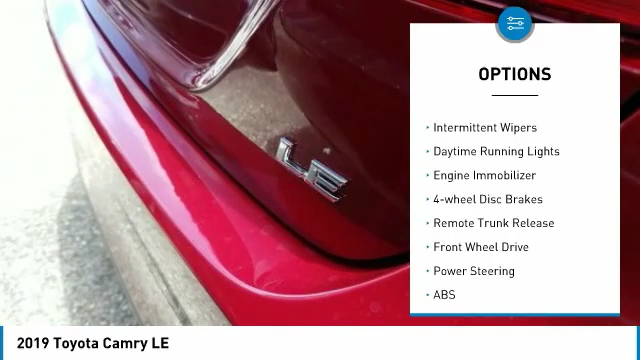 LE
OPTIONS
Intermittent Wipers
Daytime Running Lights
Engine Immobilizer
4-wheel Disc Brakes
Remote Trunk Release
Front Wheel Drive
Power Steering
ABS
2019 Toyota Camry LE